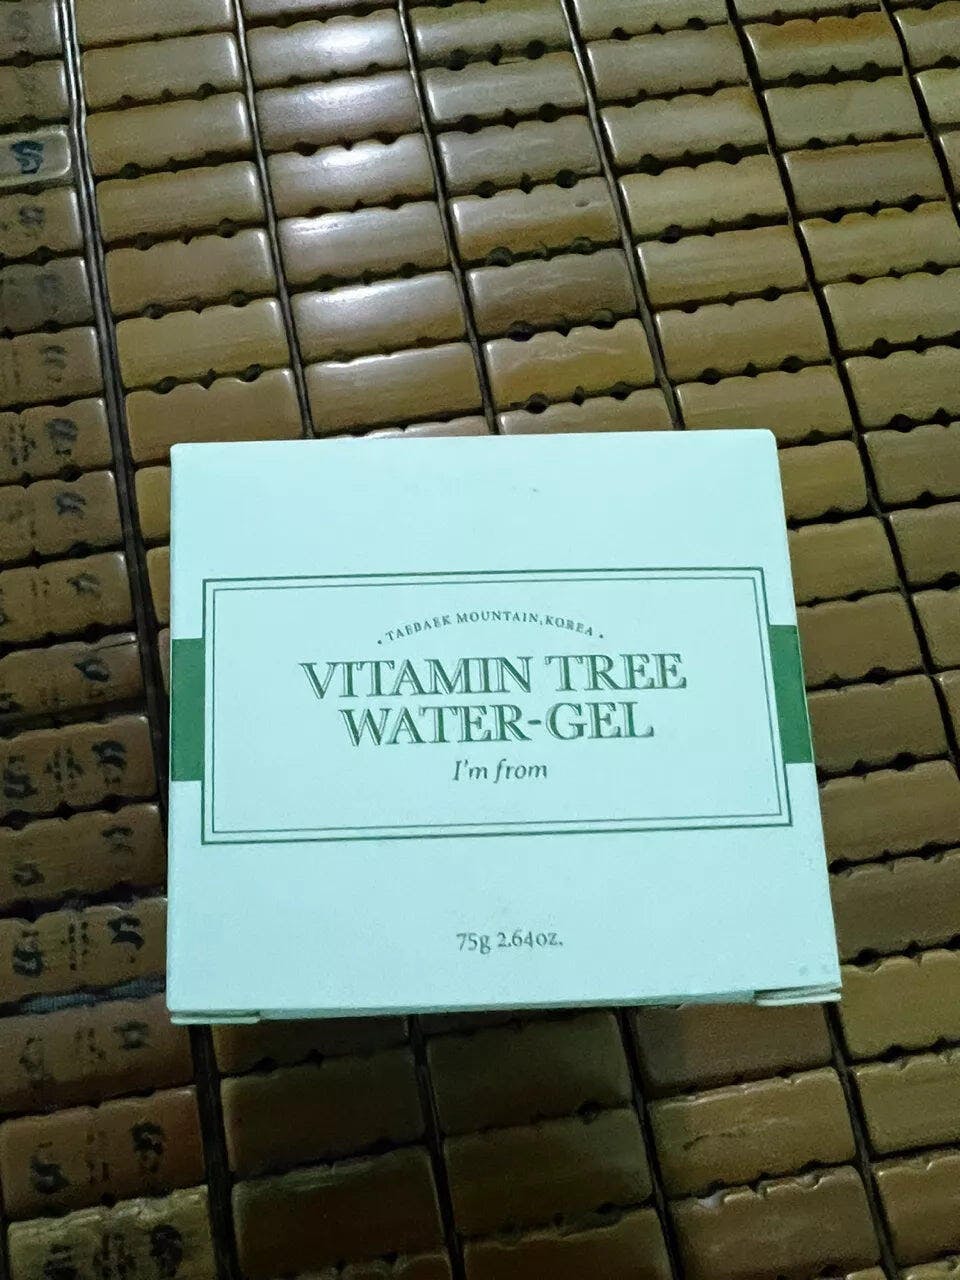 • TAEBAEK MOUNTAIN, KOREA •
VITAMIN TREE
WATER-GEL
I'm from
75g 2.64oz.